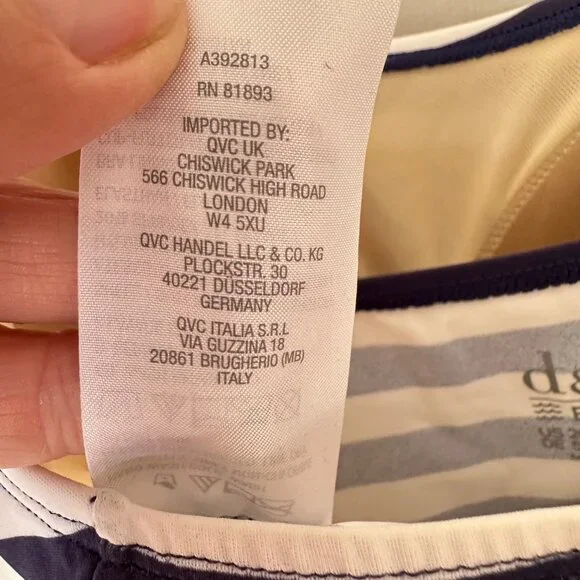 A392813
RN 81893
IMPORTED BY:
QVC UK
CHISWICK PARK
566 CHISWICK HIGH ROAD
LONDON
W4 5XU
QVC HANDEL LLC & CO. KG
PLOCKSTR. 30
40221 DÜSSELDORF
GERMANY
QVC ITALIA S.R.L
VIA GUZZINA 18
20861 BRUGHERIO (MB)
ITALY